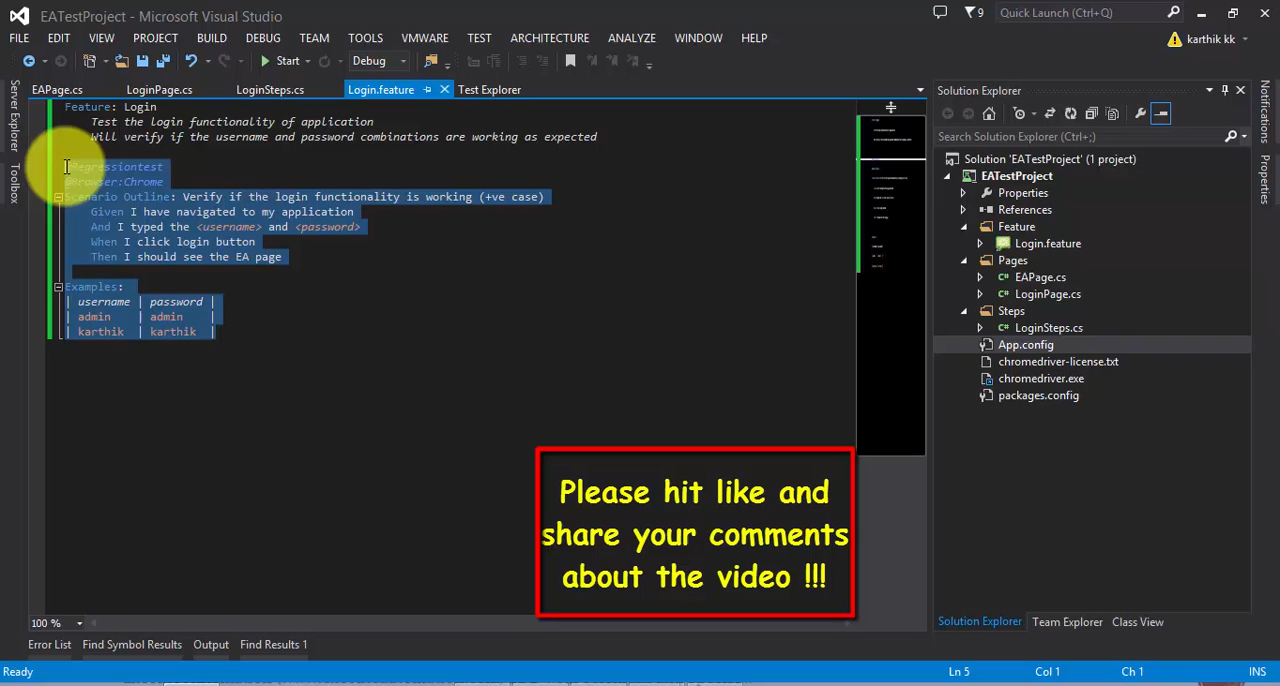 EATestProject - Microsoft Visual Studio
9
Quick Launch (Ctrl+Q)
FILE EDIT VIEW PROJECT BUILD DEBUG TEAM TOOLS VMWARE TEST ARCHITECTURE ANALYZE WINDOW HELP
karthik kk
Start
Debug
Server Explorer
Toolbox
EAPage.cs LoginPage.cs LoginSteps.cs Login.feature Test Explorer
Feature: Login
Test the login functionality of application
Will verify if the username and password combinations are working as expected
@Regressiontest
@Browser:Chrome
Scenario Outline: Verify if the login functionality is working (+ve case)
Given I have navigated to my application
And I typed the <username> and <password>
When I click login button
Then I should see the EA page
Examples:
| username | password |
| admin | admin |
| karthik | karthik |
Please hit like and
share your comments
about the video !!!
100 %
Solution Explorer
Search Solution Explorer (Ctrl+;)
Solution 'EATestProject' (1 project)
EATestProject
Properties
References
Feature
Login.feature
Pages
EAPage.cs
LoginPage.cs
Steps
LoginSteps.cs
App.config
chromedriver-license.txt
chromedriver.exe
packages.config
Solution Explorer Team Explorer Class View
Notifications
Properties
Error List Find Symbol Results Output Find Results 1
Ready Ln 5 Col 1 Ch 1 INS